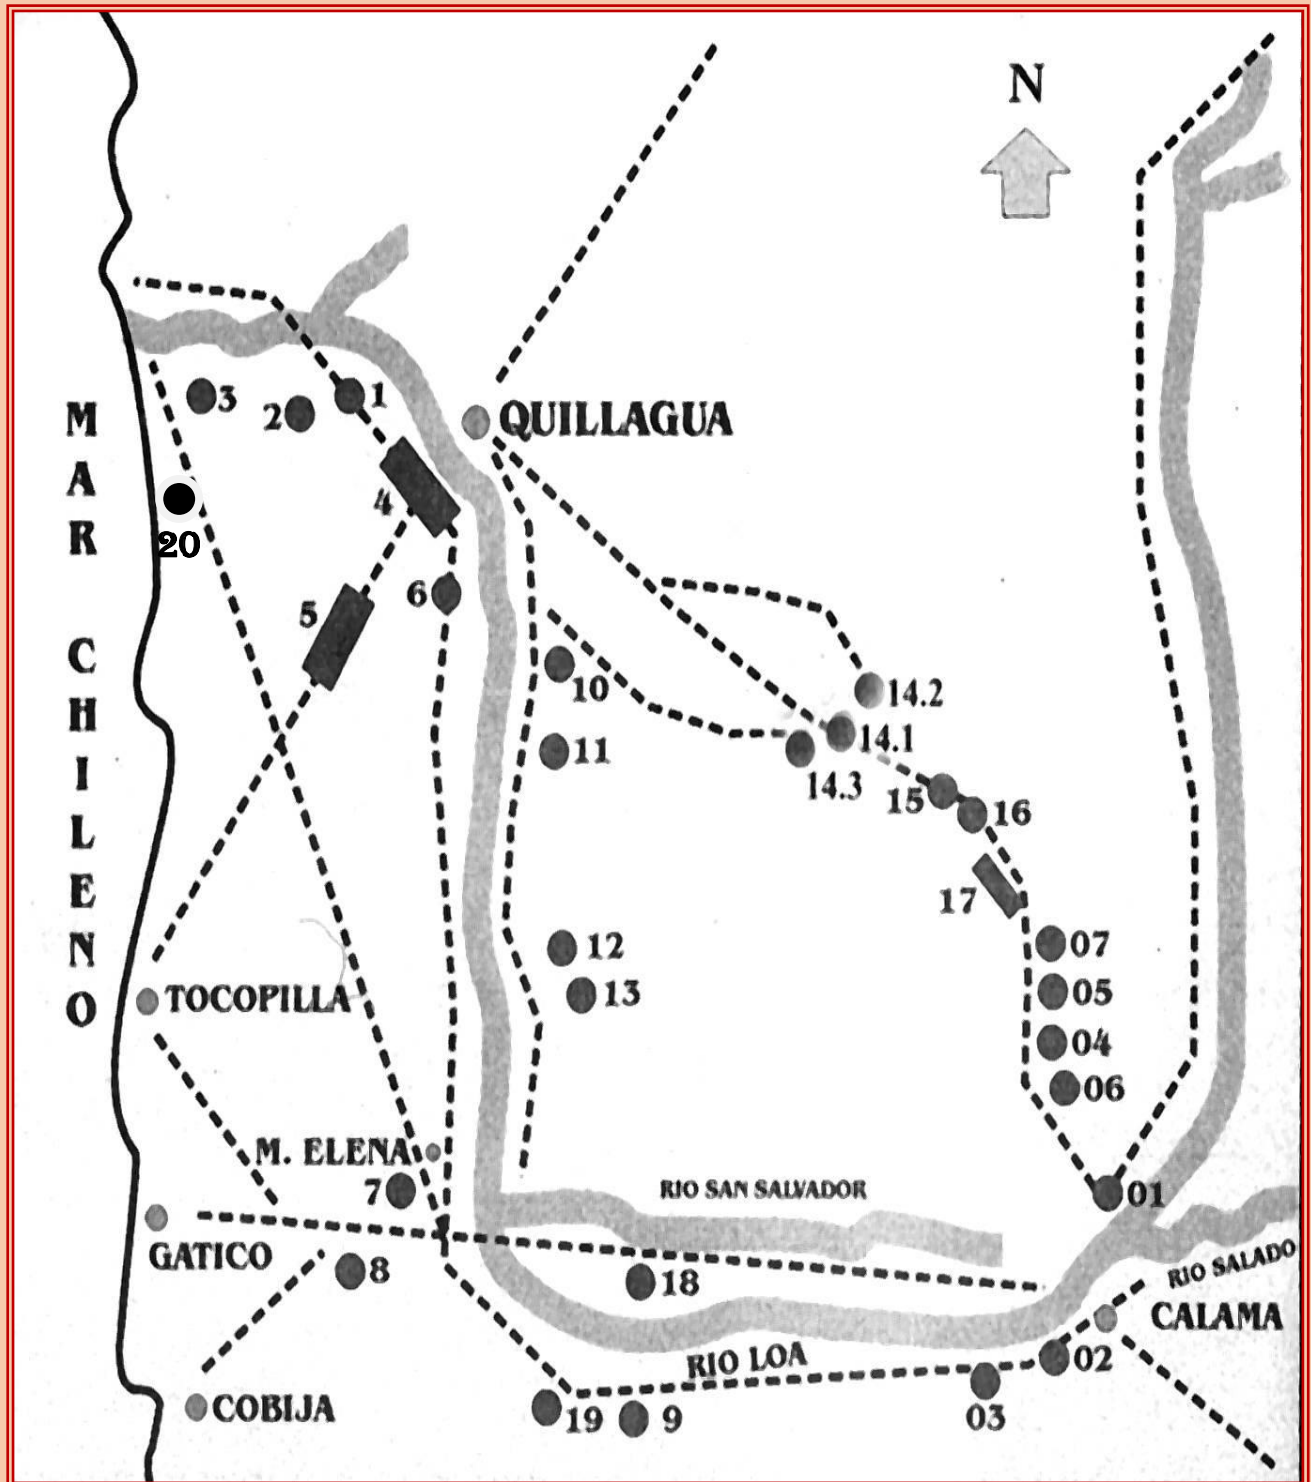 N
MAR CHILENO
3
2
1
QUILLAGUA
4
20
5
6
10
14.2
11
14.1
14.3
15
16
17
12
07
13
05
TOCOPILLA
04
06
M. ELENA
7
RIO SAN SALVADOR
01
GATICO
8
18
RIO SALADO
CALAMA
RIO LOA
02
COBIJA
19
9
03